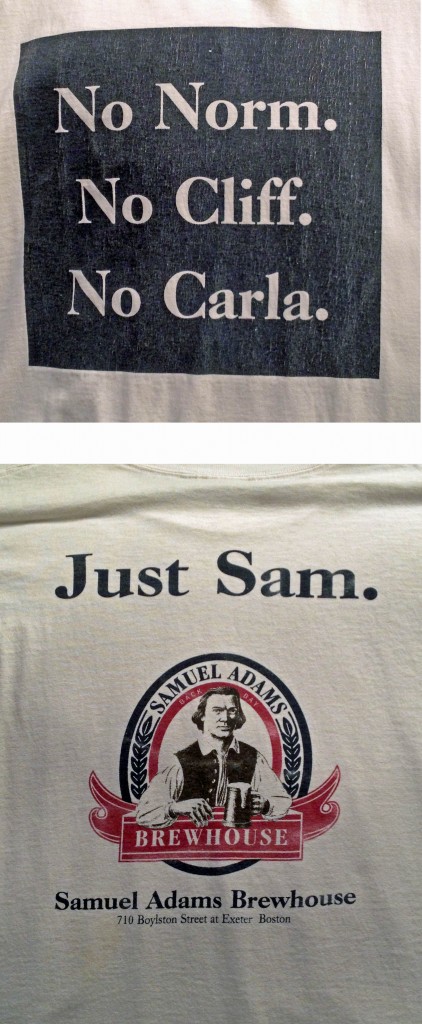 No Norm.
No Cliff.
No Carla.
Just Sam.
SAMUEL ADAMS
BACK BAY
BREWHOUSE
Samuel Adams Brewhouse
710 Boylston Street at Exeter Boston